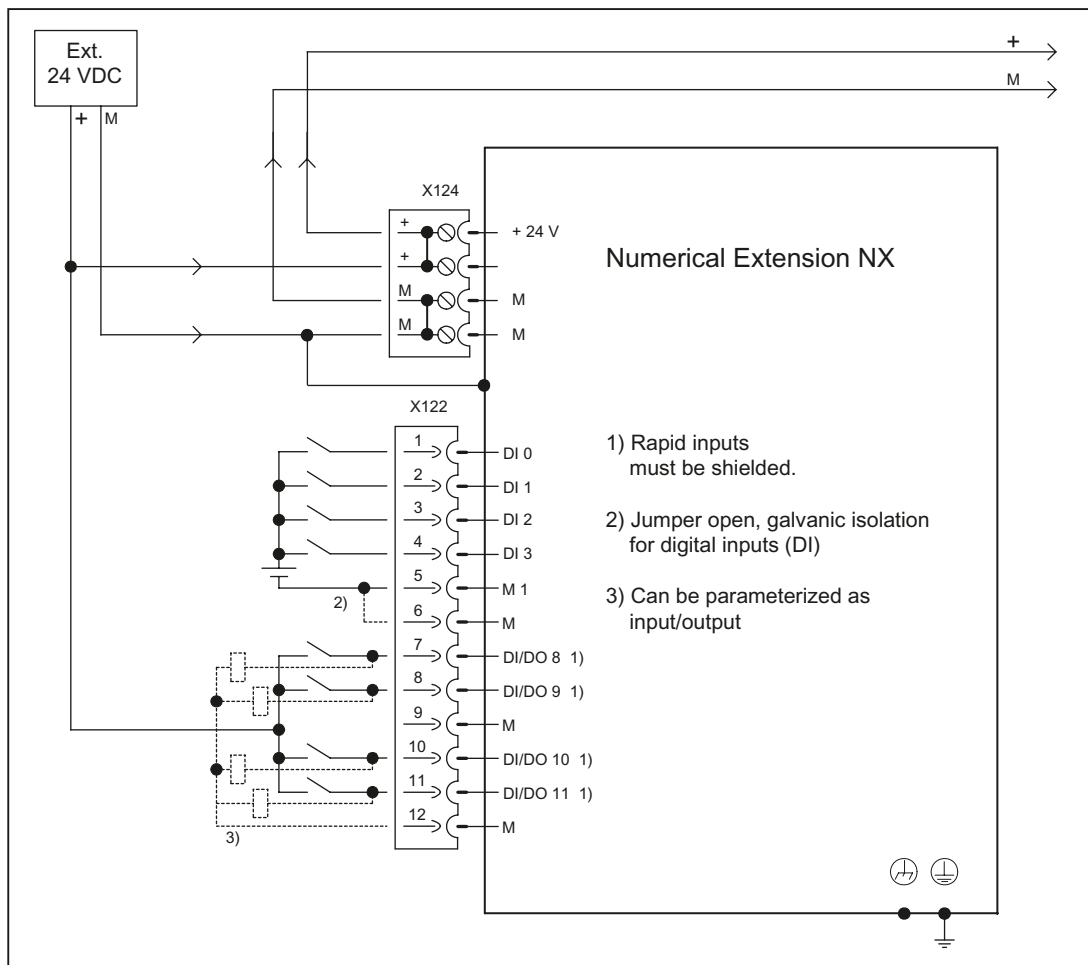 Ext.
24 VDC
+ M
+
M
X124
+
+ 24 V
+
M
M
M
M
Numerical Extension NX
X122
1 DI 0
2 DI 1
3 DI 2
4 DI 3
5 M 1
2)
6 M
7 DI/DO 8 1)
8 DI/DO 9 1)
9 M
10 DI/DO 10 1)
11 DI/DO 11 1)
12 M
3)
1) Rapid inputs
must be shielded.
2) Jumper open, galvanic isolation
for digital inputs (DI)
3) Can be parameterized as
input/output